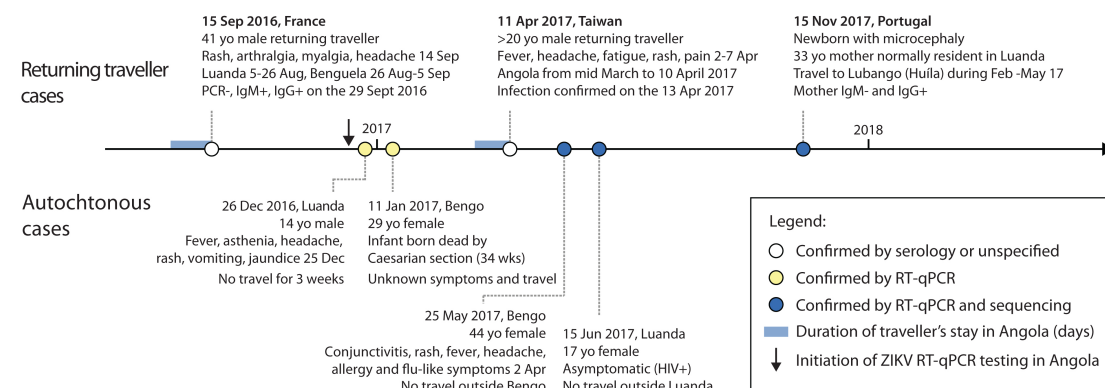 15 Sep 2016, France
41 yo male returning traveller
Rash, arthralgia, myalgia, headache 14 Sep
Luanda 5-26 Aug, Benguela 26 Aug-5 Sep
PCR-, IgM+, IgG+ on the 29 Sept 2016
11 Apr 2017, Taiwan
>20 yo male returning traveller
Fever, headache, fatigue, rash, pain 2-7 Apr
Angola from mid March to 10 April 2017
Infection confirmed on the 13 Apr 2017
15 Nov 2017, Portugal
Newborn with microcephaly
33 yo mother normally resident in Luanda
Travel to Lubango (Huíla) during Feb -May 17
Mother IgM- and IgG+
Returning traveller
cases
2017
2018
Autochtonous
cases
26 Dec 2016, Luanda
14 yo male
Fever, asthenia, headache,
rash, vomiting, jaundice 25 Dec
No travel for 3 weeks
11 Jan 2017, Bengo
29 yo female
Infant born dead by
Caesarian section (34 wks)
Unknown symptoms and travel
25 May 2017, Bengo
44 yo female
Conjunctivitis, rash, fever, headache,
allergy and flu-like symptoms 2 Apr
No travel outside Bengo
15 Jun 2017, Luanda
17 yo female
Asymptomatic (HIV+)
No travel outside Luanda
Legend:
Confirmed by serology or unspecified
Confirmed by RT-qPCR
Confirmed by RT-qPCR and sequencing
Duration of traveller's stay in Angola (days)
Initiation of ZIKV RT-qPCR testing in Angola